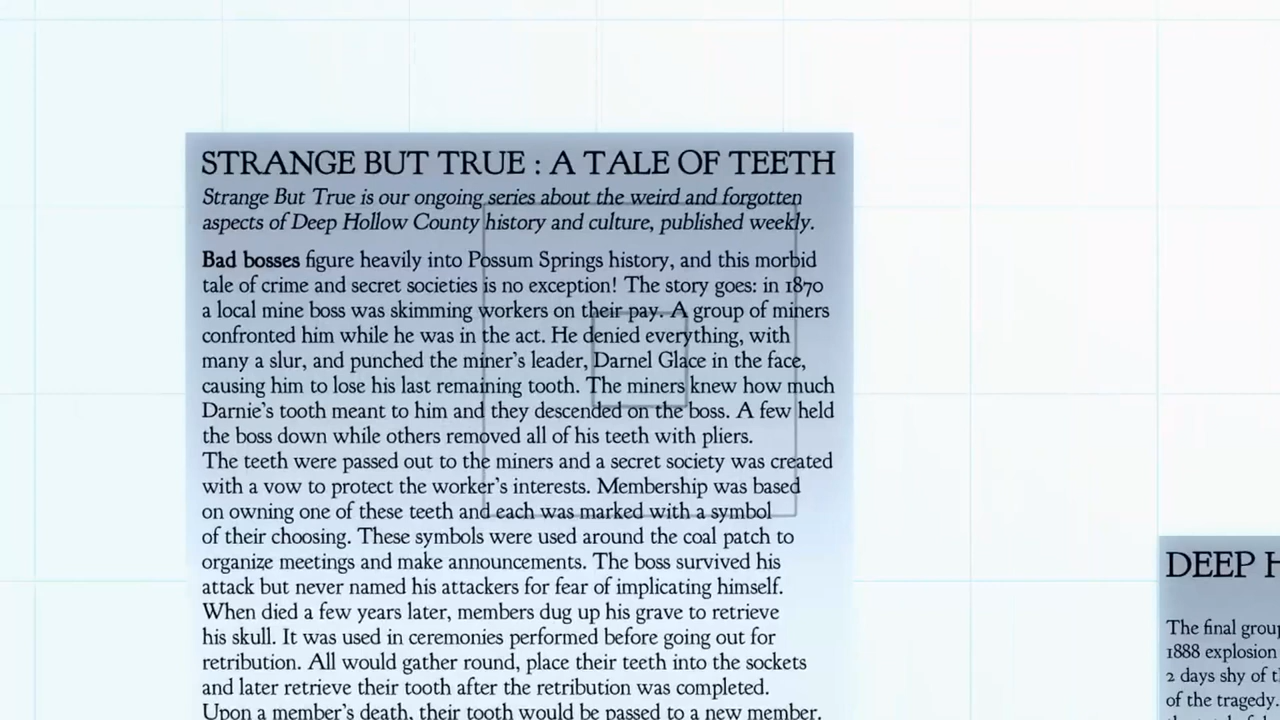 STRANGE BUT TRUE : A TALE OF TEETH
Strange But True is our ongoing series about the weird and forgotten
aspects of Deep Hollow County history and culture, published weekly.
Bad bosses figure heavily into Possum Springs history, and this morbid
tale of crime and secret societies is no exception! The story goes: in 1870
a local mine boss was skimming workers on their pay. A group of miners
confronted him while he was in the act. He denied everything, with
many a slur, and punched the miner's leader, Darnel Glace in the face,
causing him to lose his last remaining tooth. The miners knew how much
Darnie's tooth meant to him and they descended on the boss. A few held
the boss down while others removed all of his teeth with pliers.
The teeth were passed out to the miners and a secret society was created
with a vow to protect the worker's interests. Membership was based
on owning one of these teeth and each was marked with a symbol
of their choosing. These symbols were used around the coal patch to
organize meetings and make announcements. The boss survived his
attack but never named his attackers for fear of implicating himself.
When died a few years later, members dug up his grave to retrieve
his skull. It was used in ceremonies performed before going out for
retribution. All would gather round, place their teeth into the sockets
and later retrieve their tooth after the retribution was completed.
Upon a member's death, their tooth would be passed to a new member.
DEEP H
The final group
1888 explosion
2 days shy of
of the tragedy.